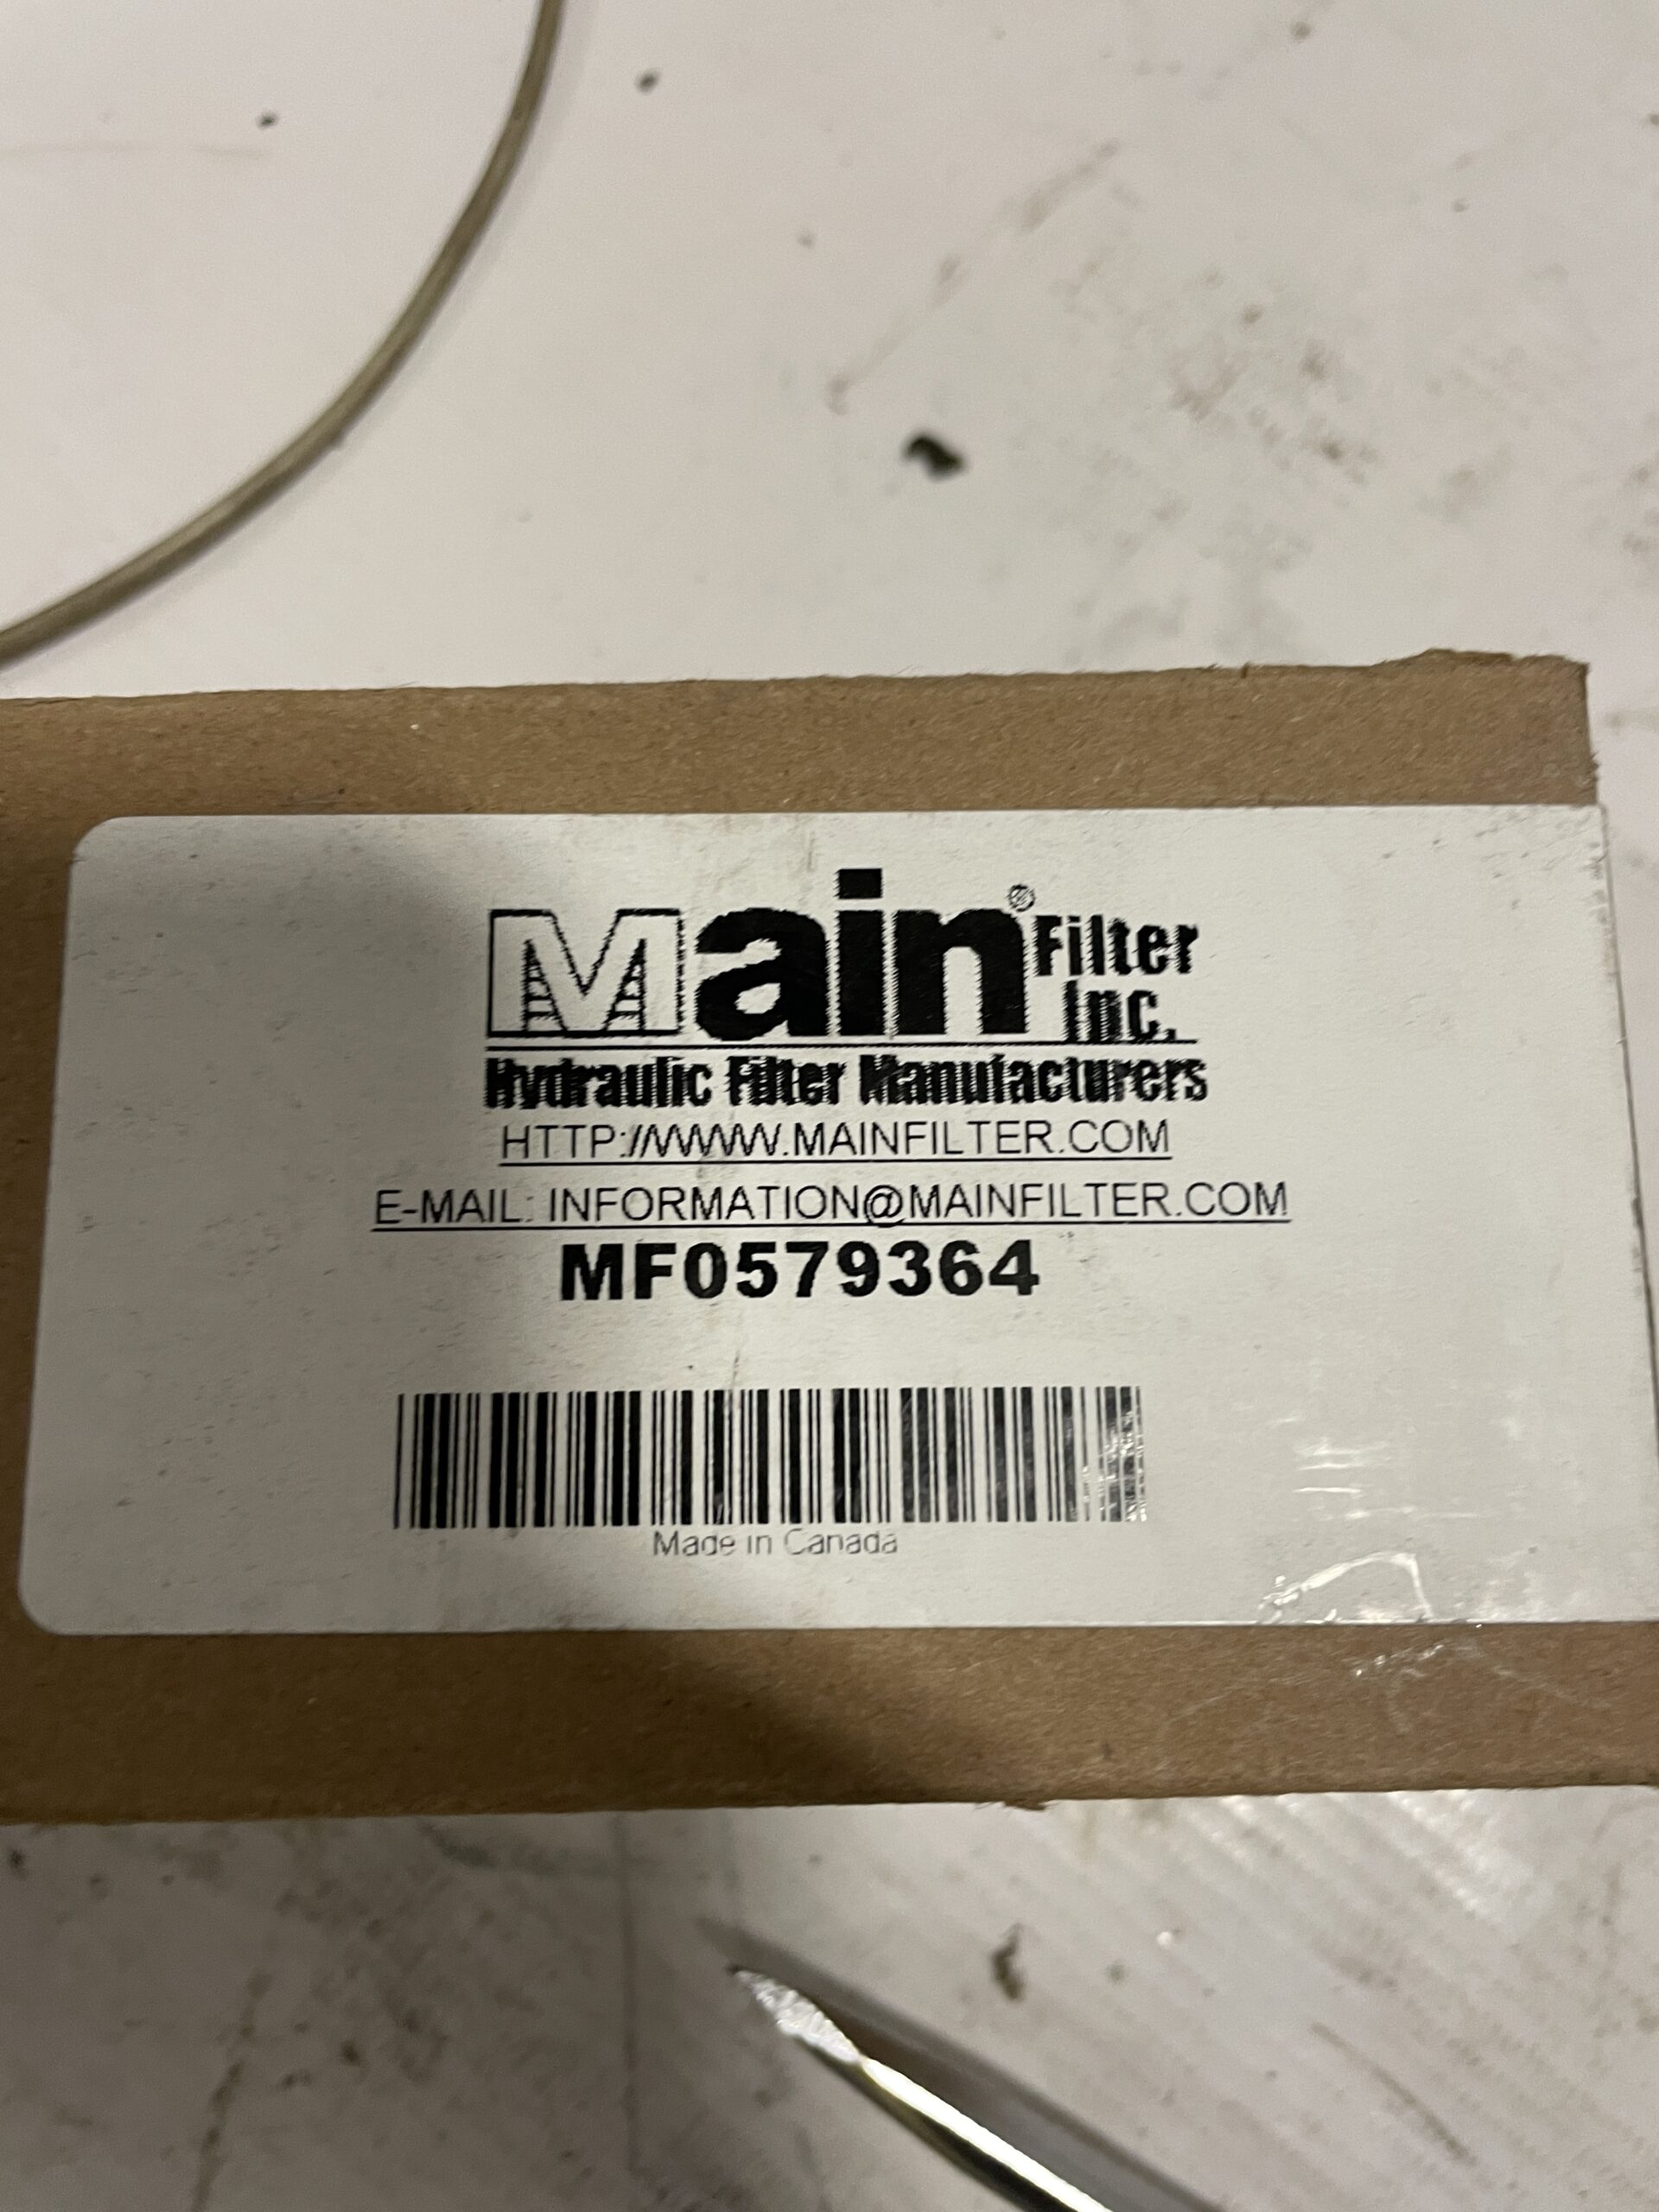 Main® Filter
Inc.
Hydraulic Filter Manufacturers
HTTP://WWW.MAINFILTER.COM
E-MAIL: INFORMATION@MAINFILTER.COM
MF0579364
Made in Canada